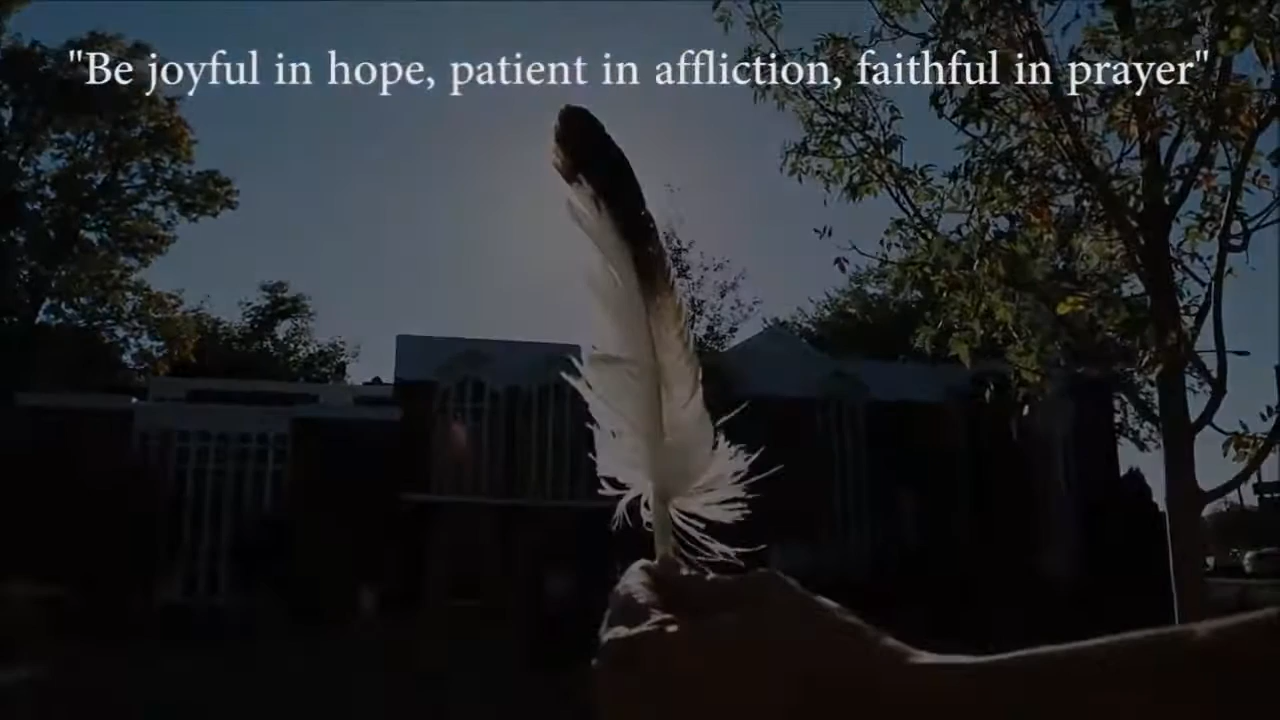 "Be joyful in hope, patient in affliction, faithful in prayer"